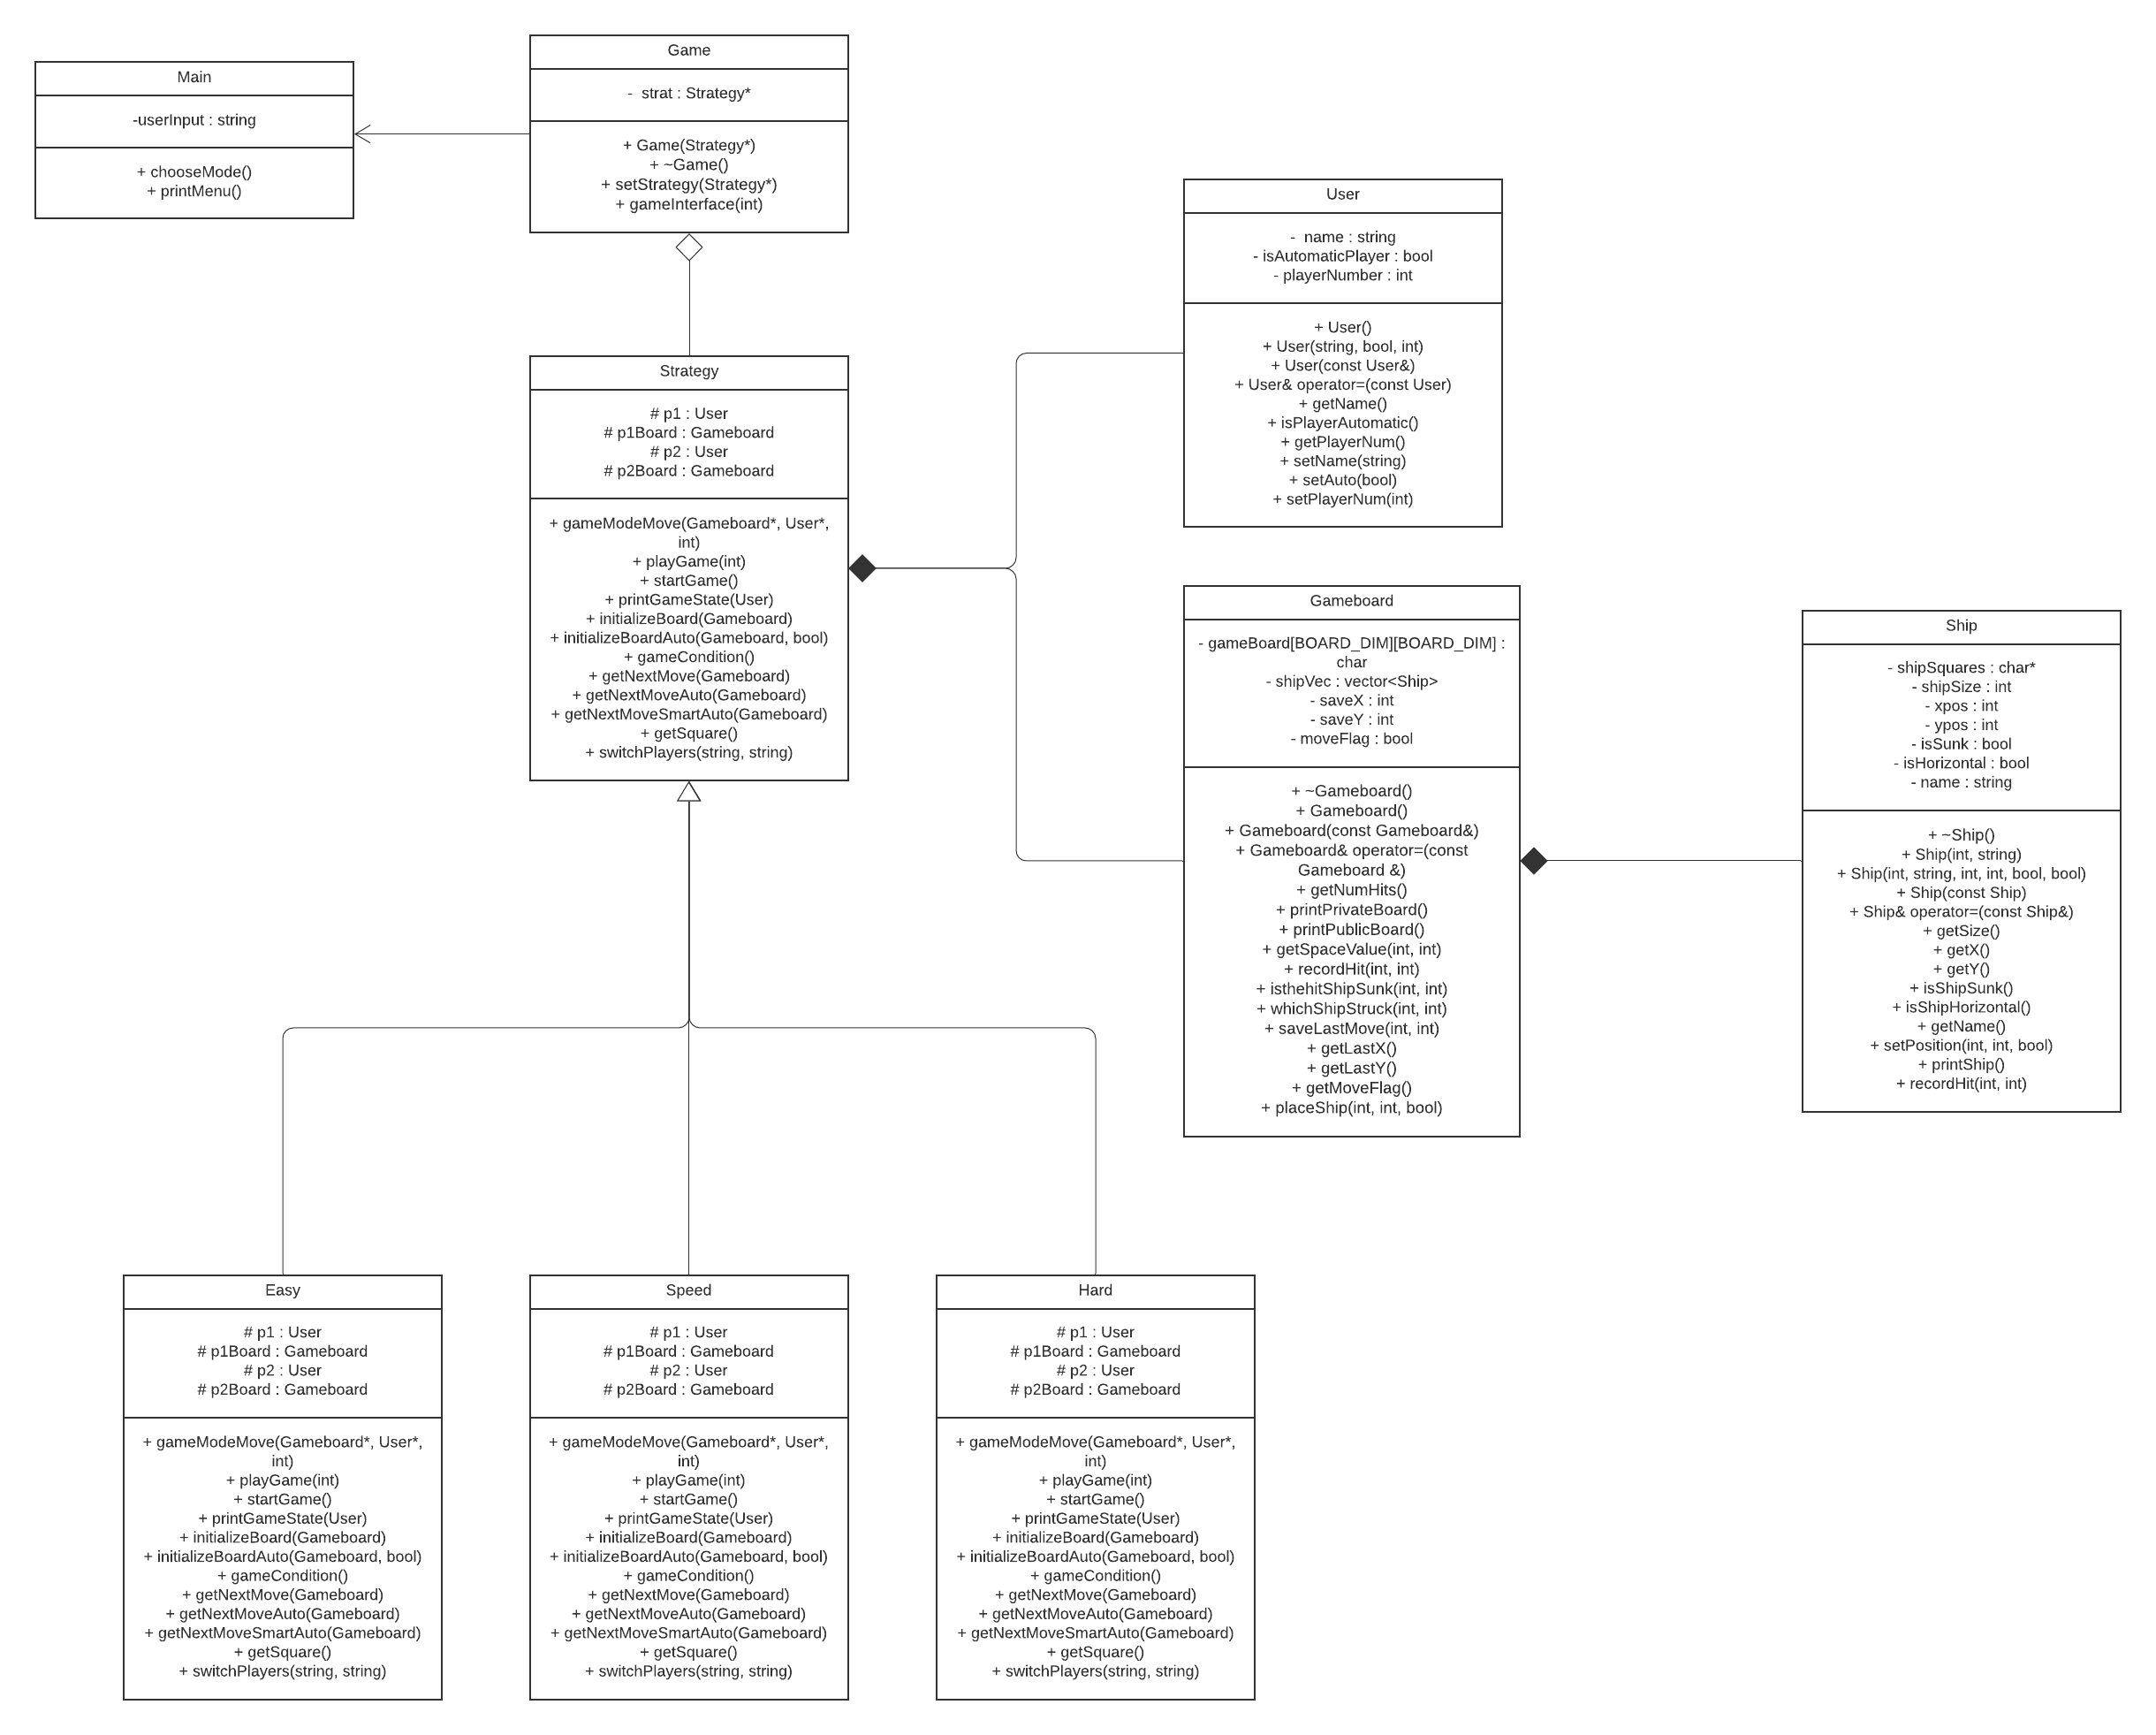 Main
-userInput : string
+ chooseMode()
+ printMenu()
Game
-  strat : Strategy*
+ Game(Strategy*)
+ ~Game()
+ setStrategy(Strategy*)
+ gameInterface(int)
Strategy
# p1 : User
# p1Board : Gameboard
# p2 : User
# p2Board : Gameboard
+ gameModeMove(Gameboard*, User*,
int)
+ playGame(int)
+ startGame()
+ printGameState(User)
+ initializeBoard(Gameboard)
+ initializeBoardAuto(Gameboard, bool)
+ gameCondition()
+ getNextMove(Gameboard)
+ getNextMoveAuto(Gameboard)
+ getNextMoveSmartAuto(Gameboard)
+ getSquare()
+ switchPlayers(string, string)
User
-  name : string
- isAutomaticPlayer : bool
- playerNumber : int
+ User()
+ User(string, bool, int)
+ User(const User&)
+ User& operator=(const User)
+ getName()
+ isPlayerAutomatic()
+ getPlayerNum()
+ setName(string)
+ setAuto(bool)
+ setPlayerNum(int)
Gameboard
- gameBoard[BOARD_DIM][BOARD_DIM] :
char
- shipVec : vector<Ship>
- saveX : int
- saveY : int
- moveFlag : bool
+ ~Gameboard()
+ Gameboard()
+ Gameboard(const Gameboard&)
+ Gameboard& operator=(const
Gameboard &)
+ getNumHits()
+ printPrivateBoard()
+ printPublicBoard()
+ getSpaceValue(int, int)
+ recordHit(int, int)
+ isthehitShipSunk(int, int)
+ whichShipStruck(int, int)
+ saveLastMove(int, int)
+ getLastX()
+ getLastY()
+ getMoveFlag()
+ placeShip(int, int, bool)
Ship
- shipSquares : char*
- shipSize : int
- xpos : int
- ypos : int
- isSunk : bool
- isHorizontal : bool
- name : string
+ ~Ship()
+ Ship(int, string)
+ Ship(int, string, int, int, bool, bool)
+ Ship(const Ship)
+ Ship& operator=(const Ship&)
+ getSize()
+ getX()
+ getY()
+ isShipSunk()
+ isShipHorizontal()
+ getName()
+ setPosition(int, int, bool)
+ printShip()
+ recordHit(int, int)
Easy
# p1 : User
# p1Board : Gameboard
# p2 : User
# p2Board : Gameboard
+ gameModeMove(Gameboard*, User*,
int)
+ playGame(int)
+ startGame()
+ printGameState(User)
+ initializeBoard(Gameboard)
+ initializeBoardAuto(Gameboard, bool)
+ gameCondition()
+ getNextMove(Gameboard)
+ getNextMoveAuto(Gameboard)
+ getNextMoveSmartAuto(Gameboard)
+ getSquare()
+ switchPlayers(string, string)
Speed
# p1 : User
# p1Board : Gameboard
# p2 : User
# p2Board : Gameboard
+ gameModeMove(Gameboard*, User*,
int)
+ playGame(int)
+ startGame()
+ printGameState(User)
+ initializeBoard(Gameboard)
+ initializeBoardAuto(Gameboard, bool)
+ gameCondition()
+ getNextMove(Gameboard)
+ getNextMoveAuto(Gameboard)
+ getNextMoveSmartAuto(Gameboard)
+ getSquare()
+ switchPlayers(string, string)
Hard
# p1 : User
# p1Board : Gameboard
# p2 : User
# p2Board : Gameboard
+ gameModeMove(Gameboard*, User*,
int)
+ playGame(int)
+ startGame()
+ printGameState(User)
+ initializeBoard(Gameboard)
+ initializeBoardAuto(Gameboard, bool)
+ gameCondition()
+ getNextMove(Gameboard)
+ getNextMoveAuto(Gameboard)
+ getNextMoveSmartAuto(Gameboard)
+ getSquare()
+ switchPlayers(string, string)